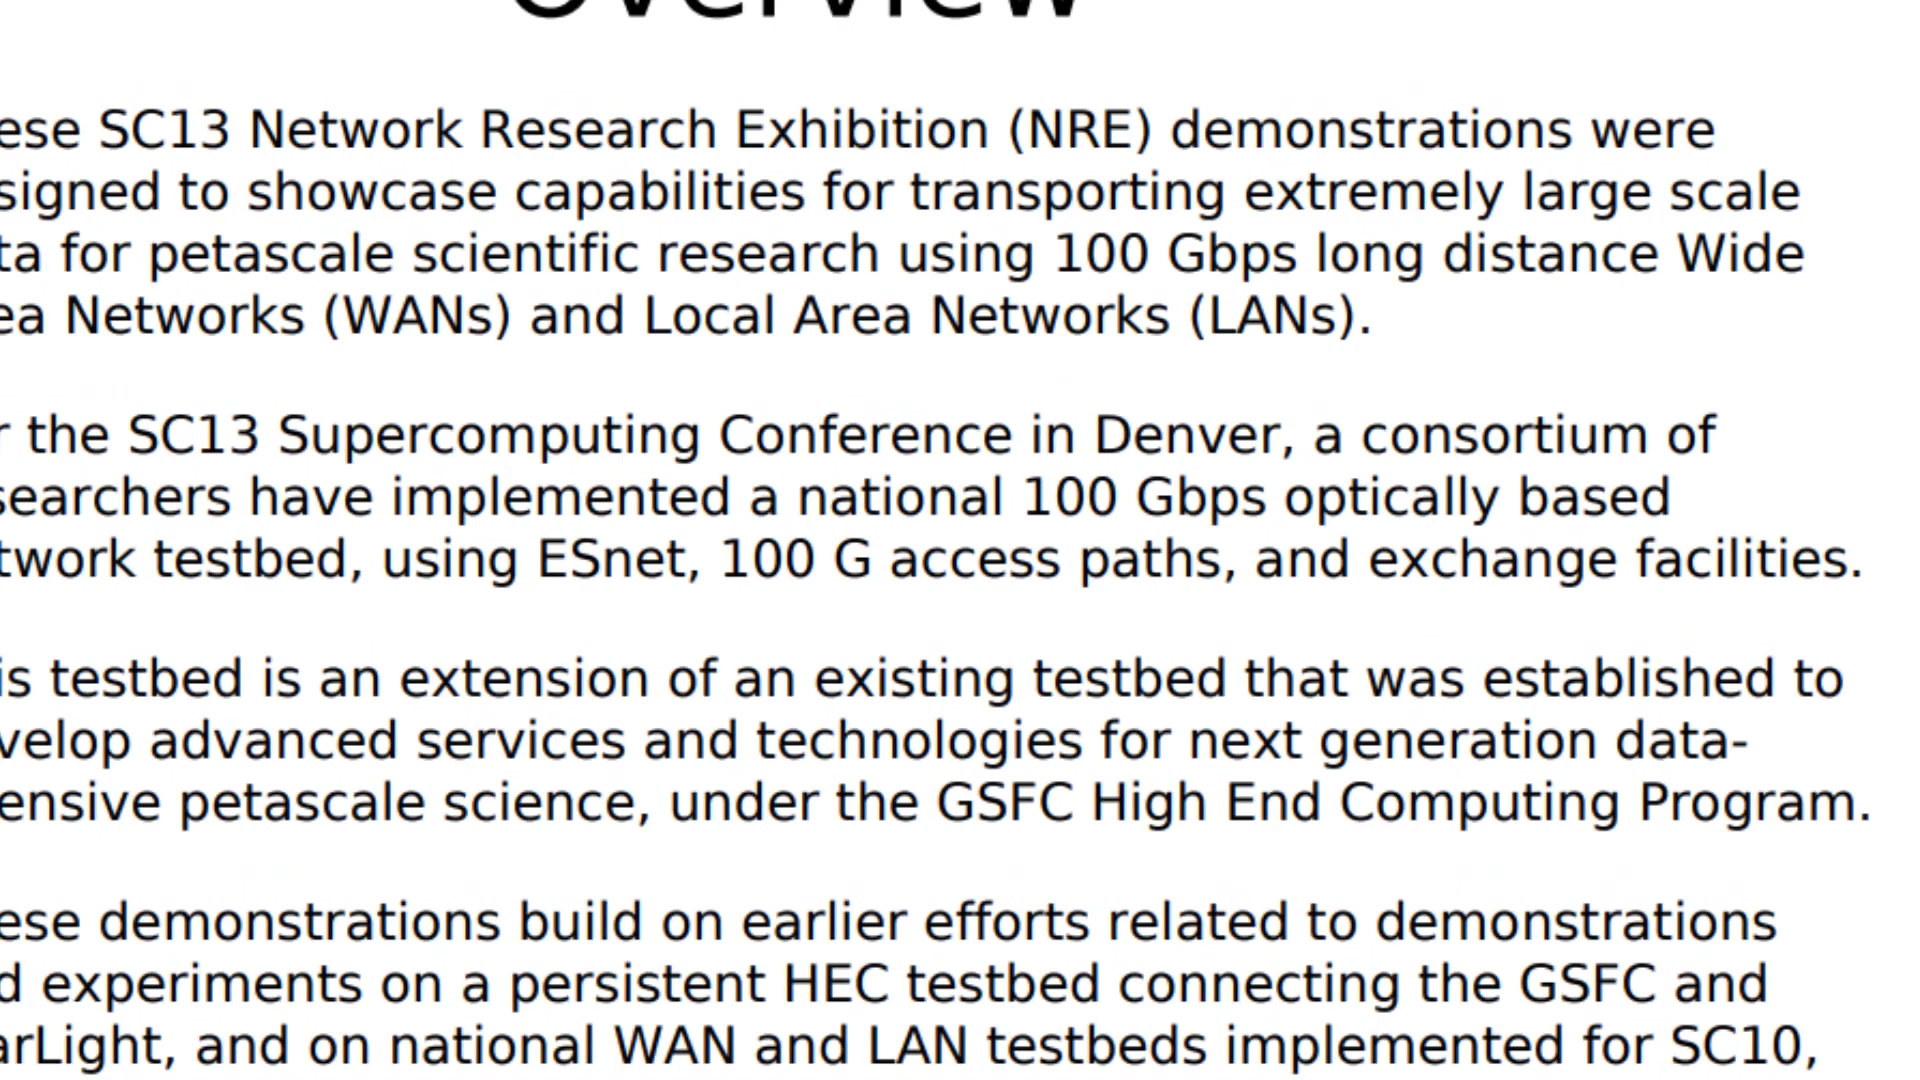 Overview
ese SC13 Network Research Exhibition (NRE) demonstrations were
signed to showcase capabilities for transporting extremely large scale
ta for petascale scientific research using 100 Gbps long distance Wide
ea Networks (WANs) and Local Area Networks (LANs).
r the SC13 Supercomputing Conference in Denver, a consortium of
searchers have implemented a national 100 Gbps optically based
twork testbed, using ESnet, 100 G access paths, and exchange facilities.
is testbed is an extension of an existing testbed that was established to
velop advanced services and technologies for next generation data-
ensive petascale science, under the GSFC High End Computing Program.
ese demonstrations build on earlier efforts related to demonstrations
d experiments on a persistent HEC testbed connecting the GSFC and
arLight, and on national WAN and LAN testbeds implemented for SC10,